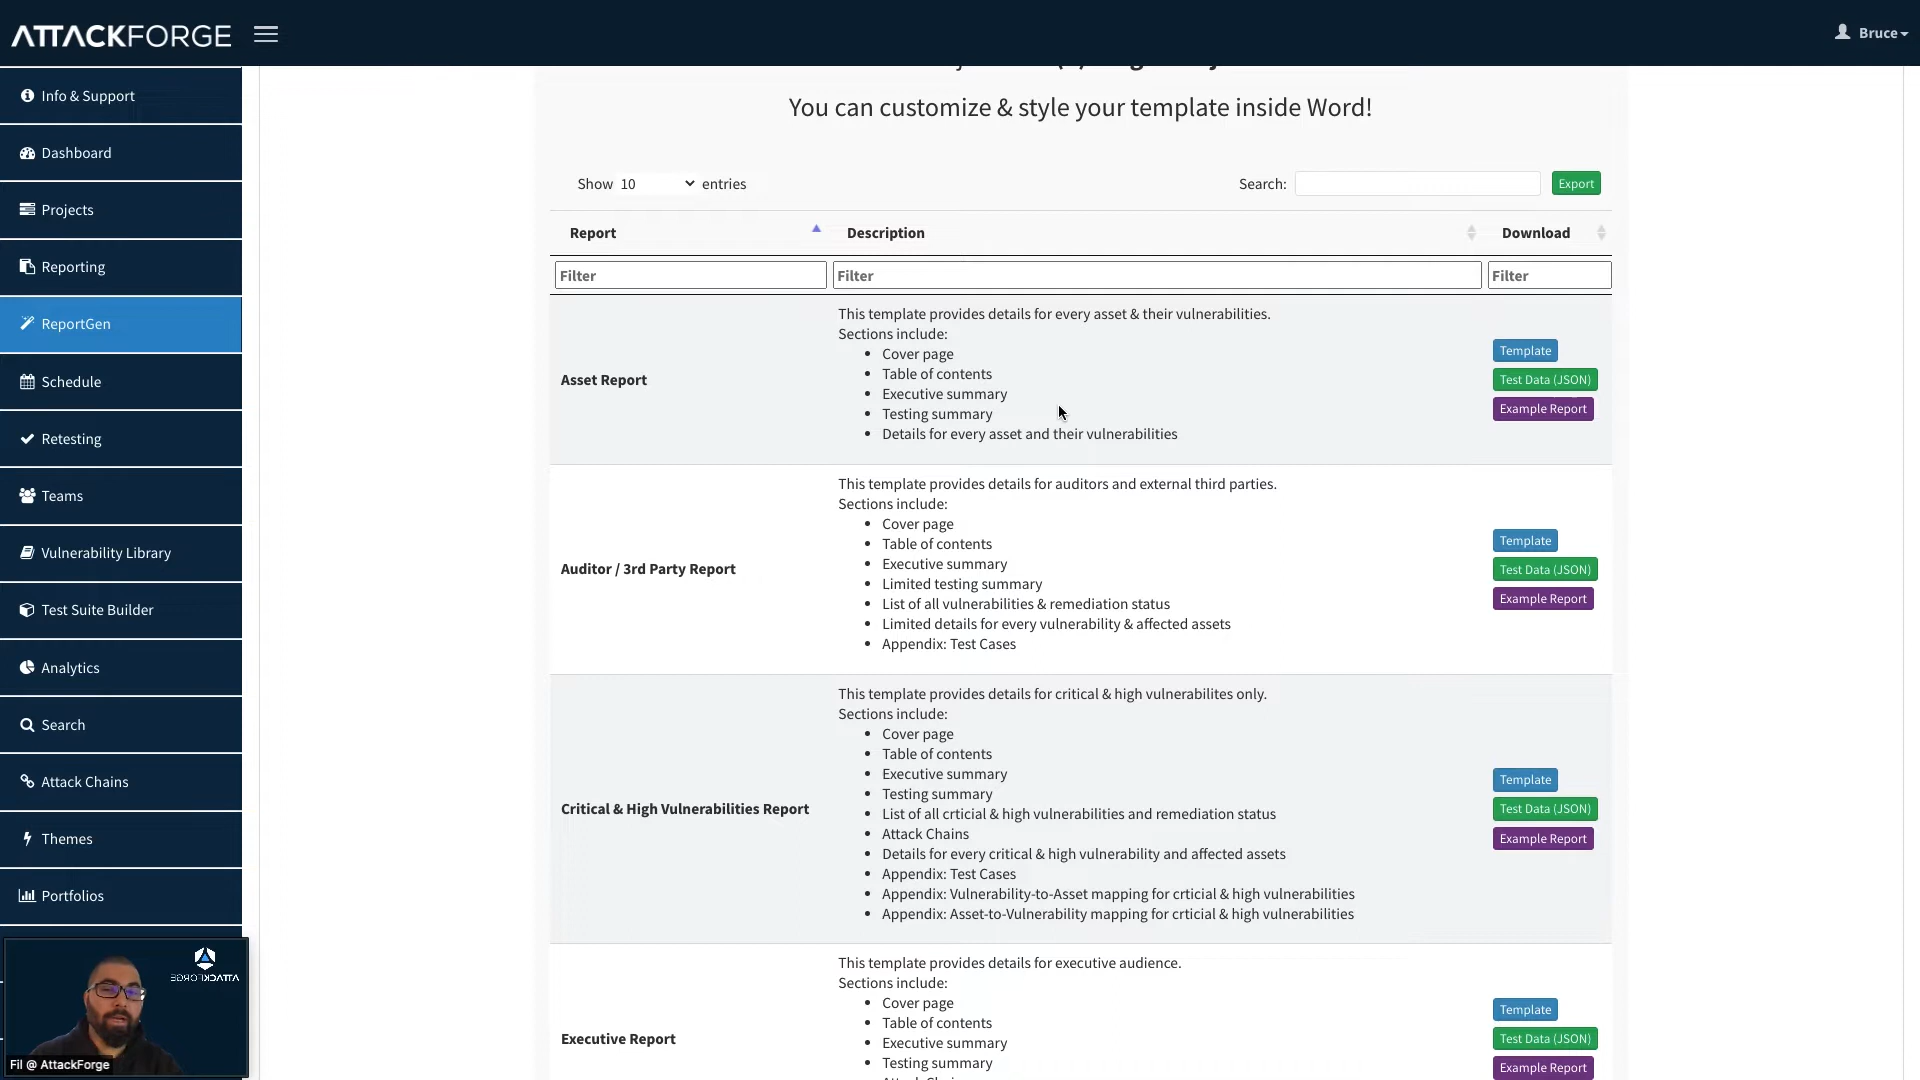 ATTACKFORGE
Bruce
Info & Support
Dashboard
Projects
Reporting
ReportGen
Schedule
Retesting
Teams
Vulnerability Library
Test Suite Builder
Analytics
Search
Attack Chains
Themes
Portfolios
ATTACKFORGE
Fil @ AttackForge
You can customize & style your template inside Word!
Show 10 entries
Search:
Export
Report
Description
Download
Filter
Filter
Filter
Asset Report
This template provides details for every asset & their vulnerabilities.
Sections include:
Cover page
Table of contents
Executive summary
Testing summary
Details for every asset and their vulnerabilities
Template
Test Data (JSON)
Example Report
Auditor / 3rd Party Report
This template provides details for auditors and external third parties.
Sections include:
Cover page
Table of contents
Executive summary
Limited testing summary
List of all vulnerabilities & remediation status
Limited details for every vulnerability & affected assets
Appendix: Test Cases
Template
Test Data (JSON)
Example Report
Critical & High Vulnerabilities Report
This template provides details for critical & high vulnerabilites only.
Sections include:
Cover page
Table of contents
Executive summary
Testing summary
List of all crticial & high vulnerabilities and remediation status
Attack Chains
Details for every critical & high vulnerability and affected assets
Appendix: Test Cases
Appendix: Vulnerability-to-Asset mapping for crticial & high vulnerabilities
Appendix: Asset-to-Vulnerability mapping for crticial & high vulnerabilities
Template
Test Data (JSON)
Example Report
Executive Report
This template provides details for executive audience.
Sections include:
Cover page
Table of contents
Executive summary
Testing summary
Template
Test Data (JSON)
Example Report